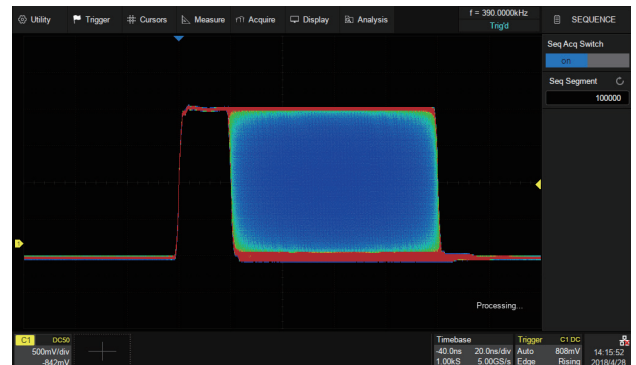 Utility
Trigger
Cursors
Measure
Acquire
Display
Analysis
f = 390.0000kHz
Trig'd
SEQUENCE
Seq Acq Switch
on
Seq Segment
100000
Processing...
C1 DC50
500mV/div
-842mV
Timebase
-40.0ns 20.0ns/div
1.00kS 5.00GS/s
Trigger C1 DC
Auto 808mV
Edge Rising
14:15:52
2018/4/28